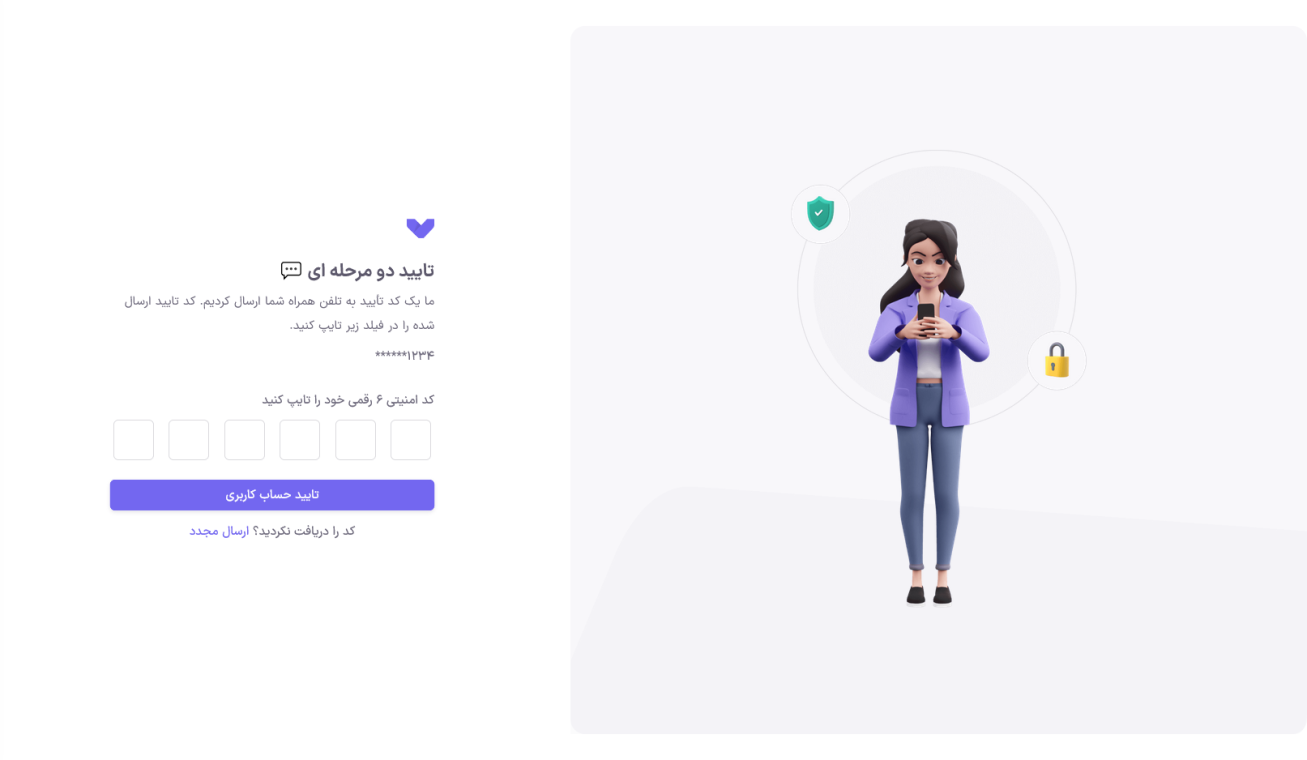 تایید دو مرحله ای 💬
ما یک کد تأیید به تلفن همراه شما ارسال کردیم. کد تایید ارسال
شده را در فیلد زیر تایپ کنید.
******۱۲۳۴
کد امنیتی ۶ رقمی خود را تایپ کنید
تایید حساب کاربری
کد را دریافت نکردید؟ ارسال مجدد